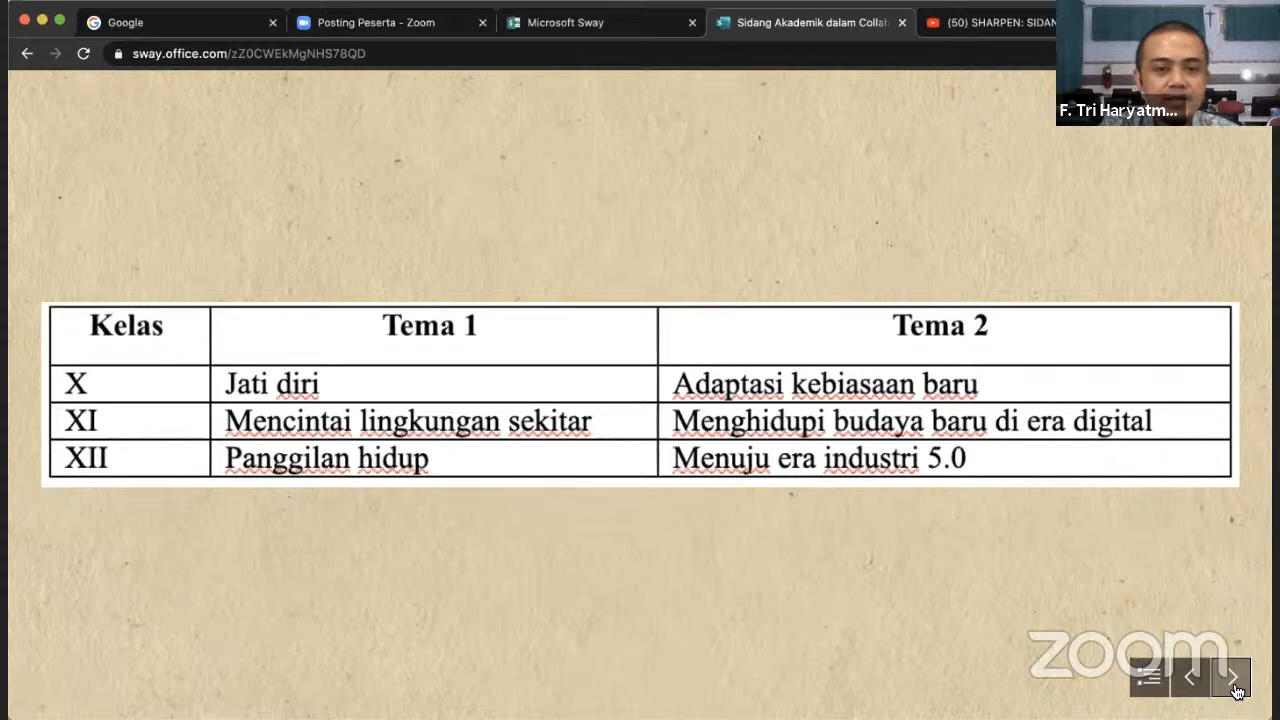 Google
Posting Peserta - Zoom
Microsoft Sway
Sidang Akademik dalam Collab
(50) SHARPEN: SIDAN
sway.office.com/zZ0CWEkMgNHS78QD
F. Tri Haryatm...
Kelas Tema 1 Tema 2
X Jati diri Adaptasi kebiasaan baru
XI Mencintai lingkungan sekitar Menghidupi budaya baru di era digital
XII Panggilan hidup Menuju era industri 5.0
zoom